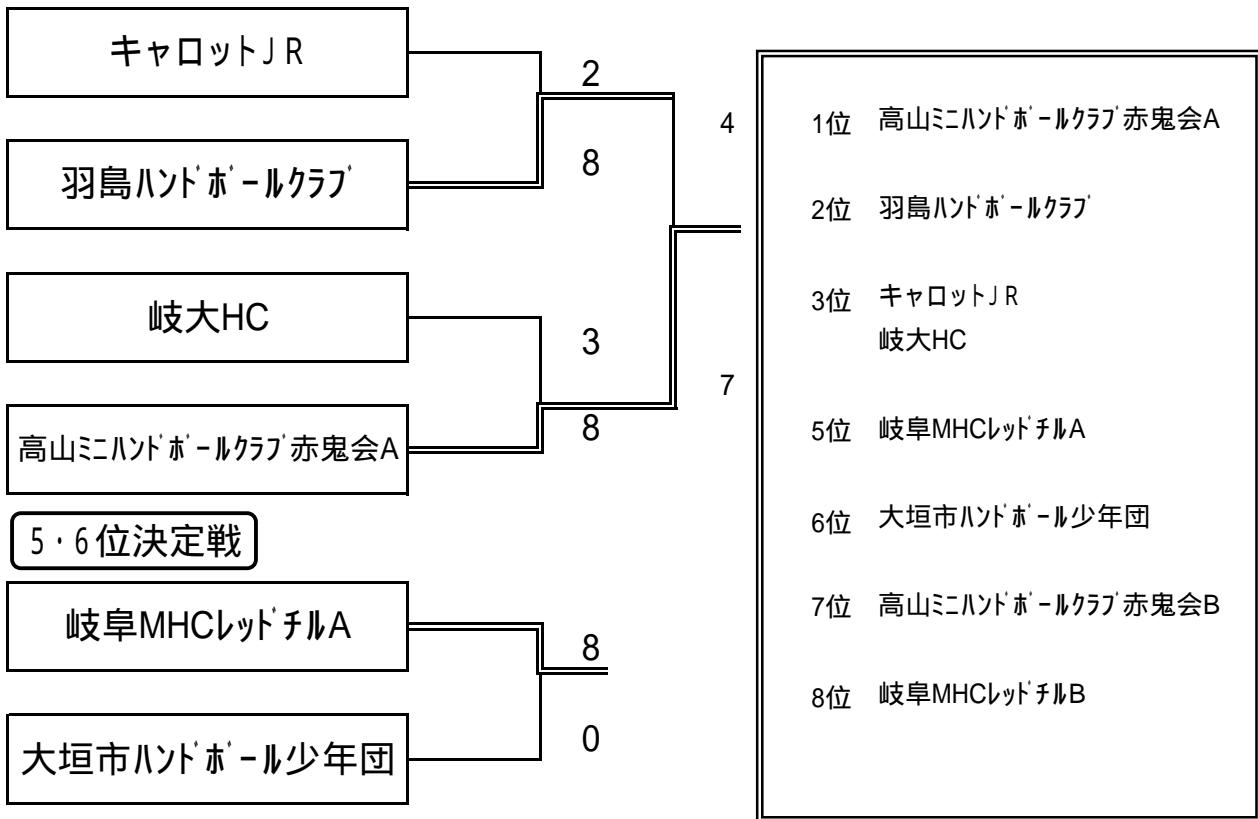 キャロットＪＲ
2
羽島ﾊﾝﾄﾞﾎﾞｰﾙｸﾗﾌﾞ
8
岐大HC
3
高山ﾐﾆﾊﾝﾄﾞﾎﾞｰﾙｸﾗﾌﾞ赤鬼会A
8
4
7
5・6位決定戦
岐阜MHCﾚｯﾄﾞﾁﾙA
8
大垣市ﾊﾝﾄﾞﾎﾞｰﾙ少年団
0
1位 高山ﾐﾆﾊﾝﾄﾞﾎﾞｰﾙｸﾗﾌﾞ赤鬼会A
2位 羽島ﾊﾝﾄﾞﾎﾞｰﾙｸﾗﾌﾞ
3位 キャロットＪＲ
岐大HC
5位 岐阜MHCﾚｯﾄﾞﾁﾙA
6位 大垣市ﾊﾝﾄﾞﾎﾞｰﾙ少年団
7位 高山ﾐﾆﾊﾝﾄﾞﾎﾞｰﾙｸﾗﾌﾞ赤鬼会B
8位 岐阜MHCﾚｯﾄﾞﾁﾙB